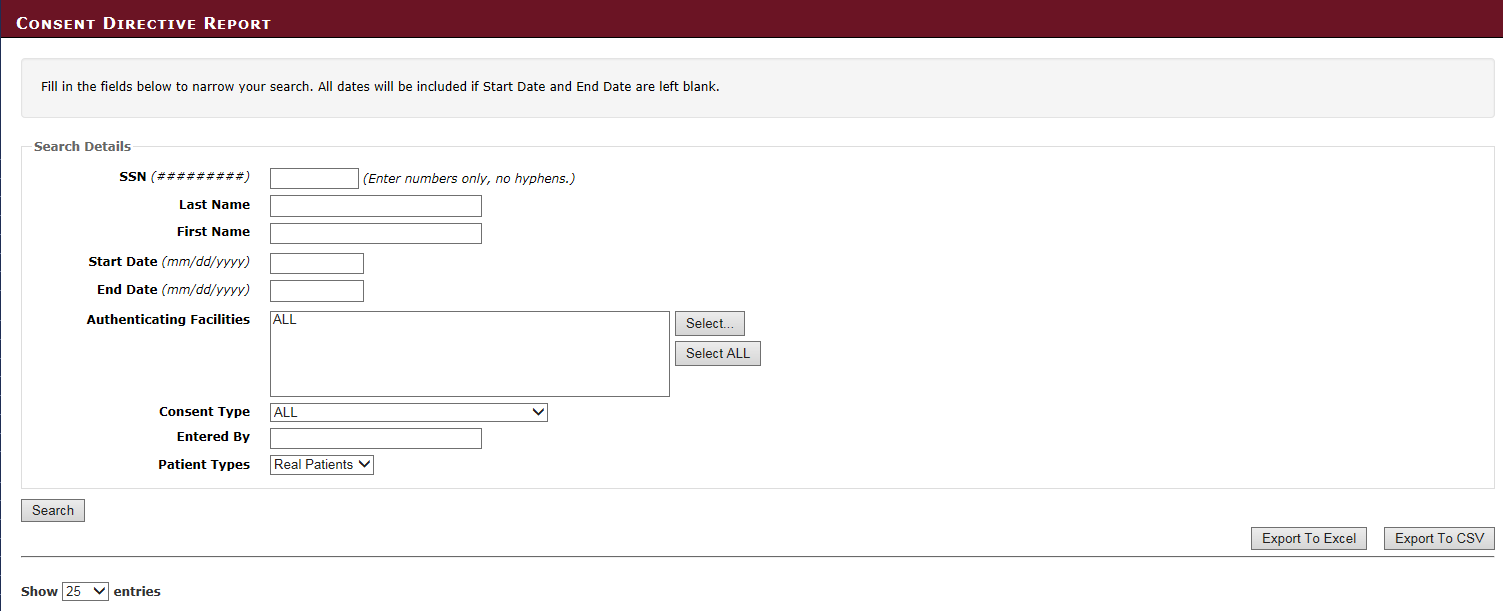 CONSENT DIRECTIVE REPORT
Fill in the fields below to narrow your search. All dates will be included if Start Date and End Date are left blank.
Search Details
SSN (#########) (Enter numbers only, no hyphens.)
Last Name
First Name
Start Date (mm/dd/yyyy)
End Date (mm/dd/yyyy)
Authenticating Facilities ALL Select...
Select ALL
Consent Type ALL
Entered By
Patient Types Real Patients
Search
Export To Excel Export To CSV
Show 25 entries